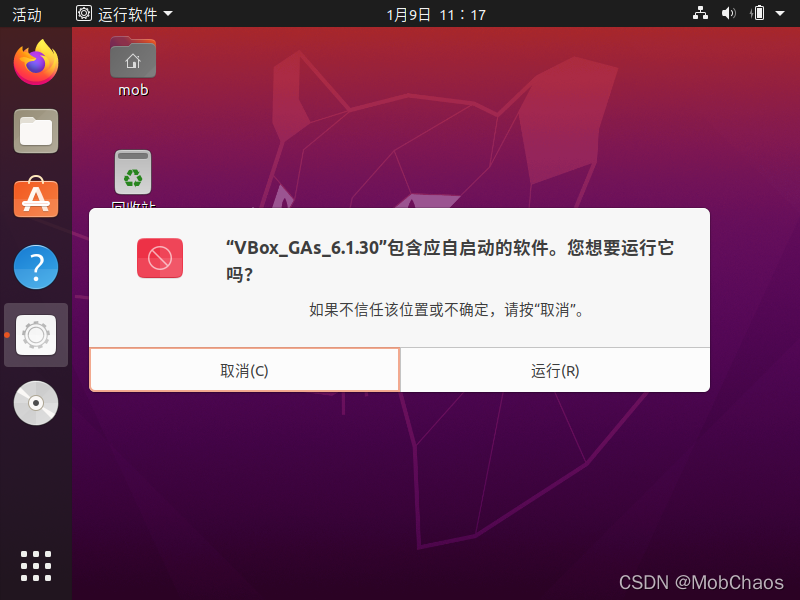 活动
运行软件
1月9日 11：17
mob
回收站
“VBox_GAs_6.1.30”包含应自启动的软件。您想要运行它
吗？
如果不信任该位置或不确定，请按“取消”。
取消(C)
运行(R)
CSDN @MobChaos